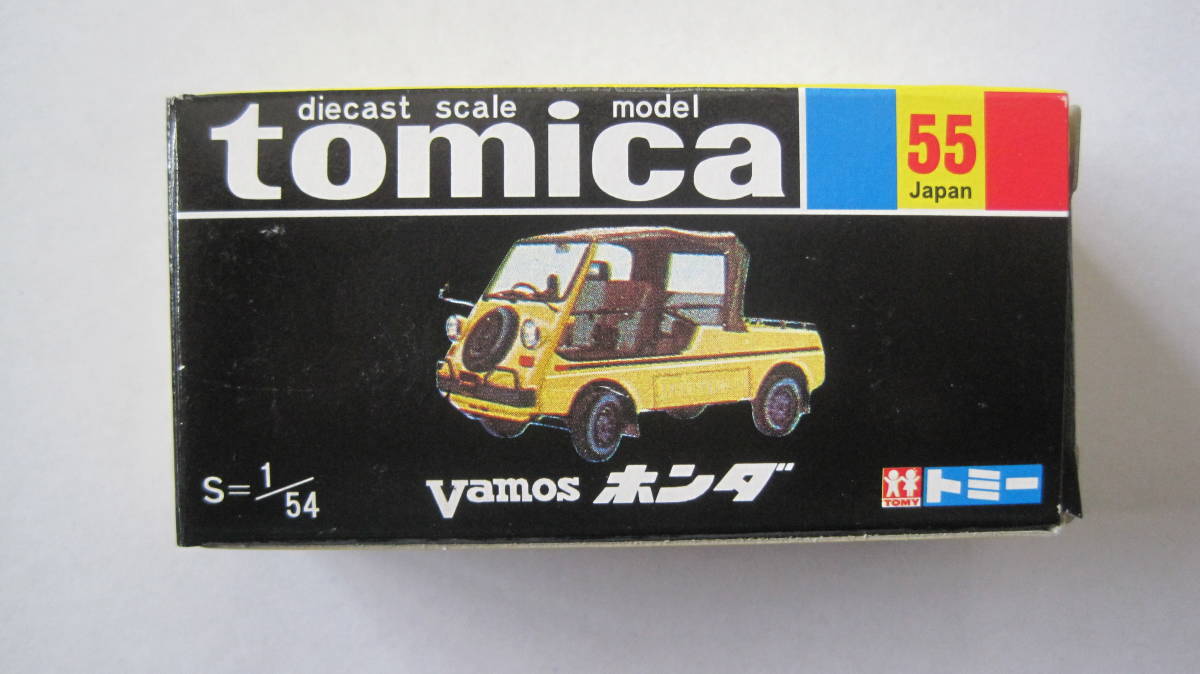 diecast scale model
tomica
55
Japan
S=1/54
Vamos ホンダ
TOMY
トミー